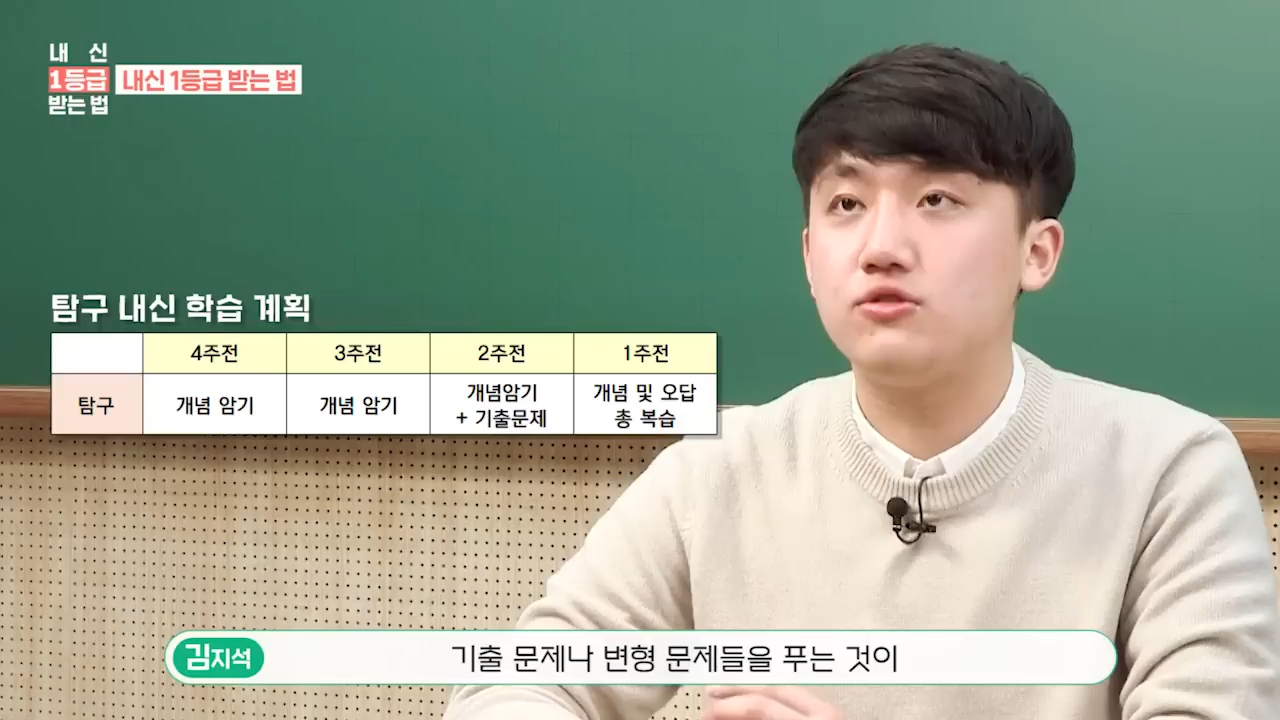 내 신
1등급
받는 법
내신 1등급 받는 법
탐구 내신 학습 계획
4주전 3주전 2주전 1주전
탐구 개념 암기 개념 암기 개념암기 + 기출문제 개념 및 오답 총 복습
김지석 기출 문제나 변형 문제들을 푸는 것이